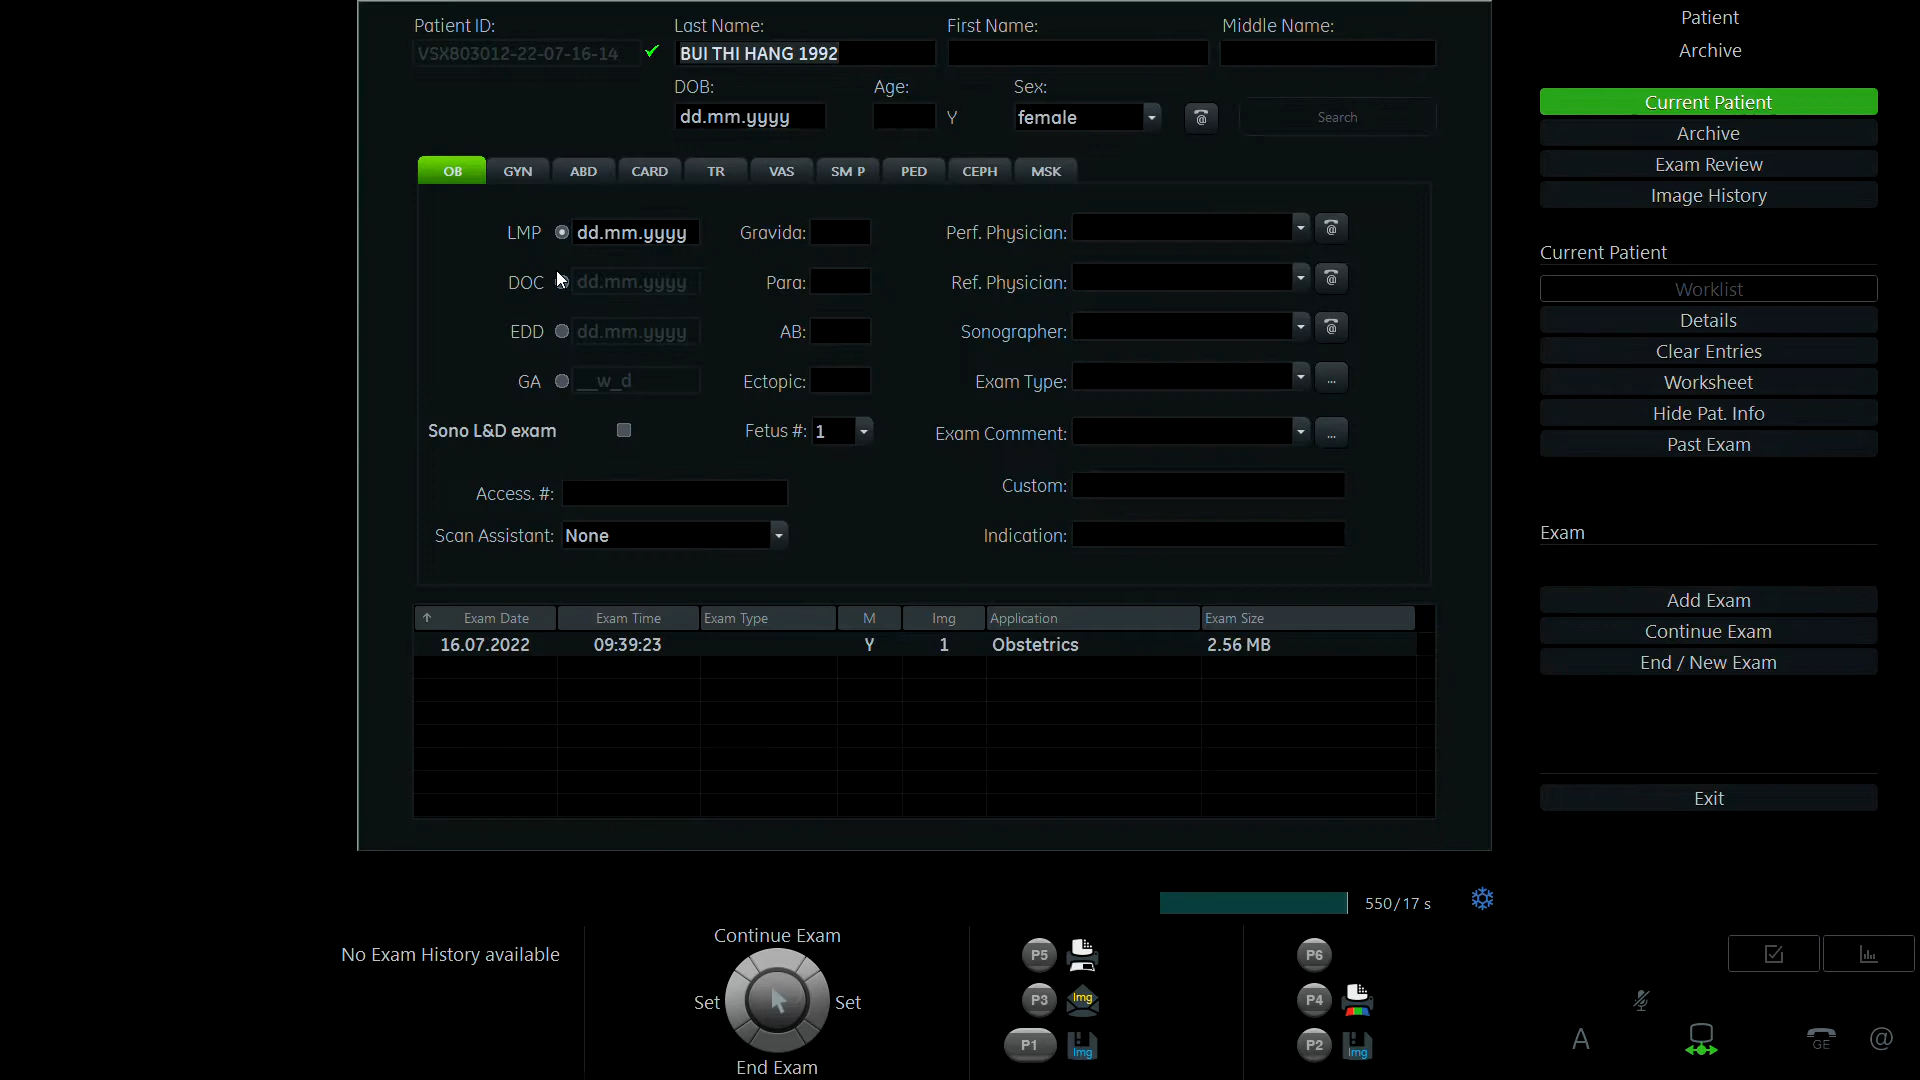 Patient ID: Last Name: First Name: Middle Name:
VSX803012-22-07-16-14 BUI THI HANG 1992
DOB: Age: Sex:
dd.mm.yyyy Y female Search
OB GYN ABD CARD TR VAS SM P PED CEPH MSK
LMP dd.mm.yyyy Gravida: Perf. Physician:
DOC dd.mm.yyyy Para: Ref. Physician:
EDD dd.mm.yyyy AB: Sonographer:
GA __w_d Ectopic: Exam Type: ...
Sono L&D exam Fetus #: 1 Exam Comment: ...
Access. #: Custom:
Scan Assistant: None Indication:
Exam Date Exam Time Exam Type M Img Application Exam Size
16.07.2022 09:39:23 Y 1 Obstetrics 2.56 MB
Patient
Archive
Current Patient
Archive
Exam Review
Image History
Current Patient
Worklist
Details
Clear Entries
Worksheet
Hide Pat. Info
Past Exam
Exam
Add Exam
Continue Exam
End / New Exam
Exit
550/17 s
No Exam History available
Continue Exam
Set Set
End Exam
P5
P3 Img
P1 Img
P6
P4
P2 Img
A GE @